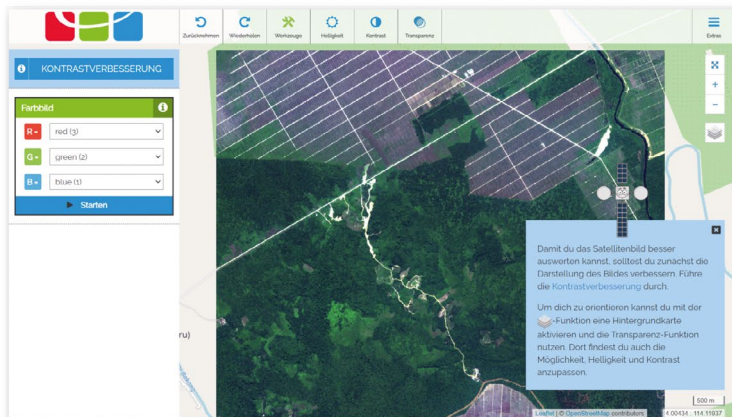 Zurücknehmen
Wiederholen
Werkzeuge
Helligkeit
Kontrast
Transparenz
Extras
KONTRASTVERBESSERUNG
Farbbild
R
red (3)
G
green (2)
B
blue (1)
Starten
+
-
ru)
Damit du das Satellitenbild besser
auswerten kannst, solltest du zunächst die
Darstellung des Bildes verbessern. Führe
die Kontrastverbesserung durch.
Um dich zu orientieren kannst du mit der
-Funktion eine Hintergrundkarte
aktivieren und die Transparenz-Funktion
nutzen. Dort findest du auch die
Möglichkeit, Helligkeit und Kontrast
anzupassen.
500 m
Leaflet | © OpenStreetMap contributors